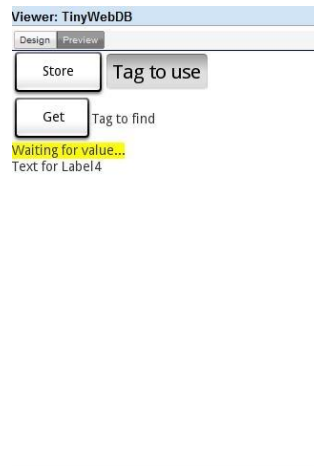 Viewer: TinyWebDB
Design Preview
Store Tag to use
Get Tag to find
Waiting for value...
Text for Label4